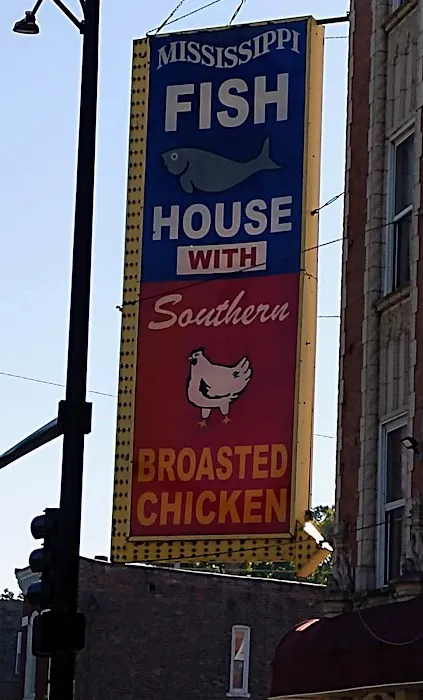 MISSISSIPPI
FISH
HOUSE
WITH
Southern
BROASTED
CHICKEN